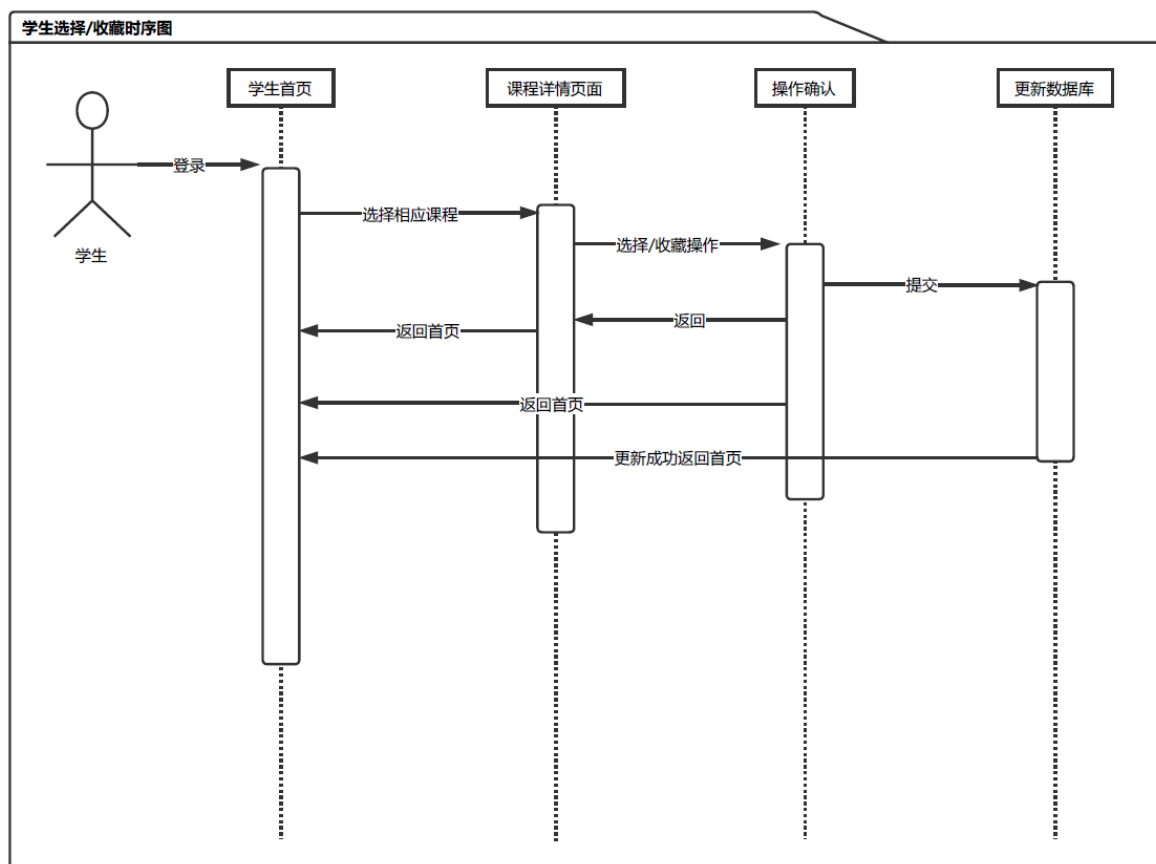 学生选择/收藏时序图
学生首页
课程详情页面
操作确认
更新数据库
登录
选择相应课程
选择/收藏操作
学生
提交
返回
返回首页
返回首页
更新成功返回首页